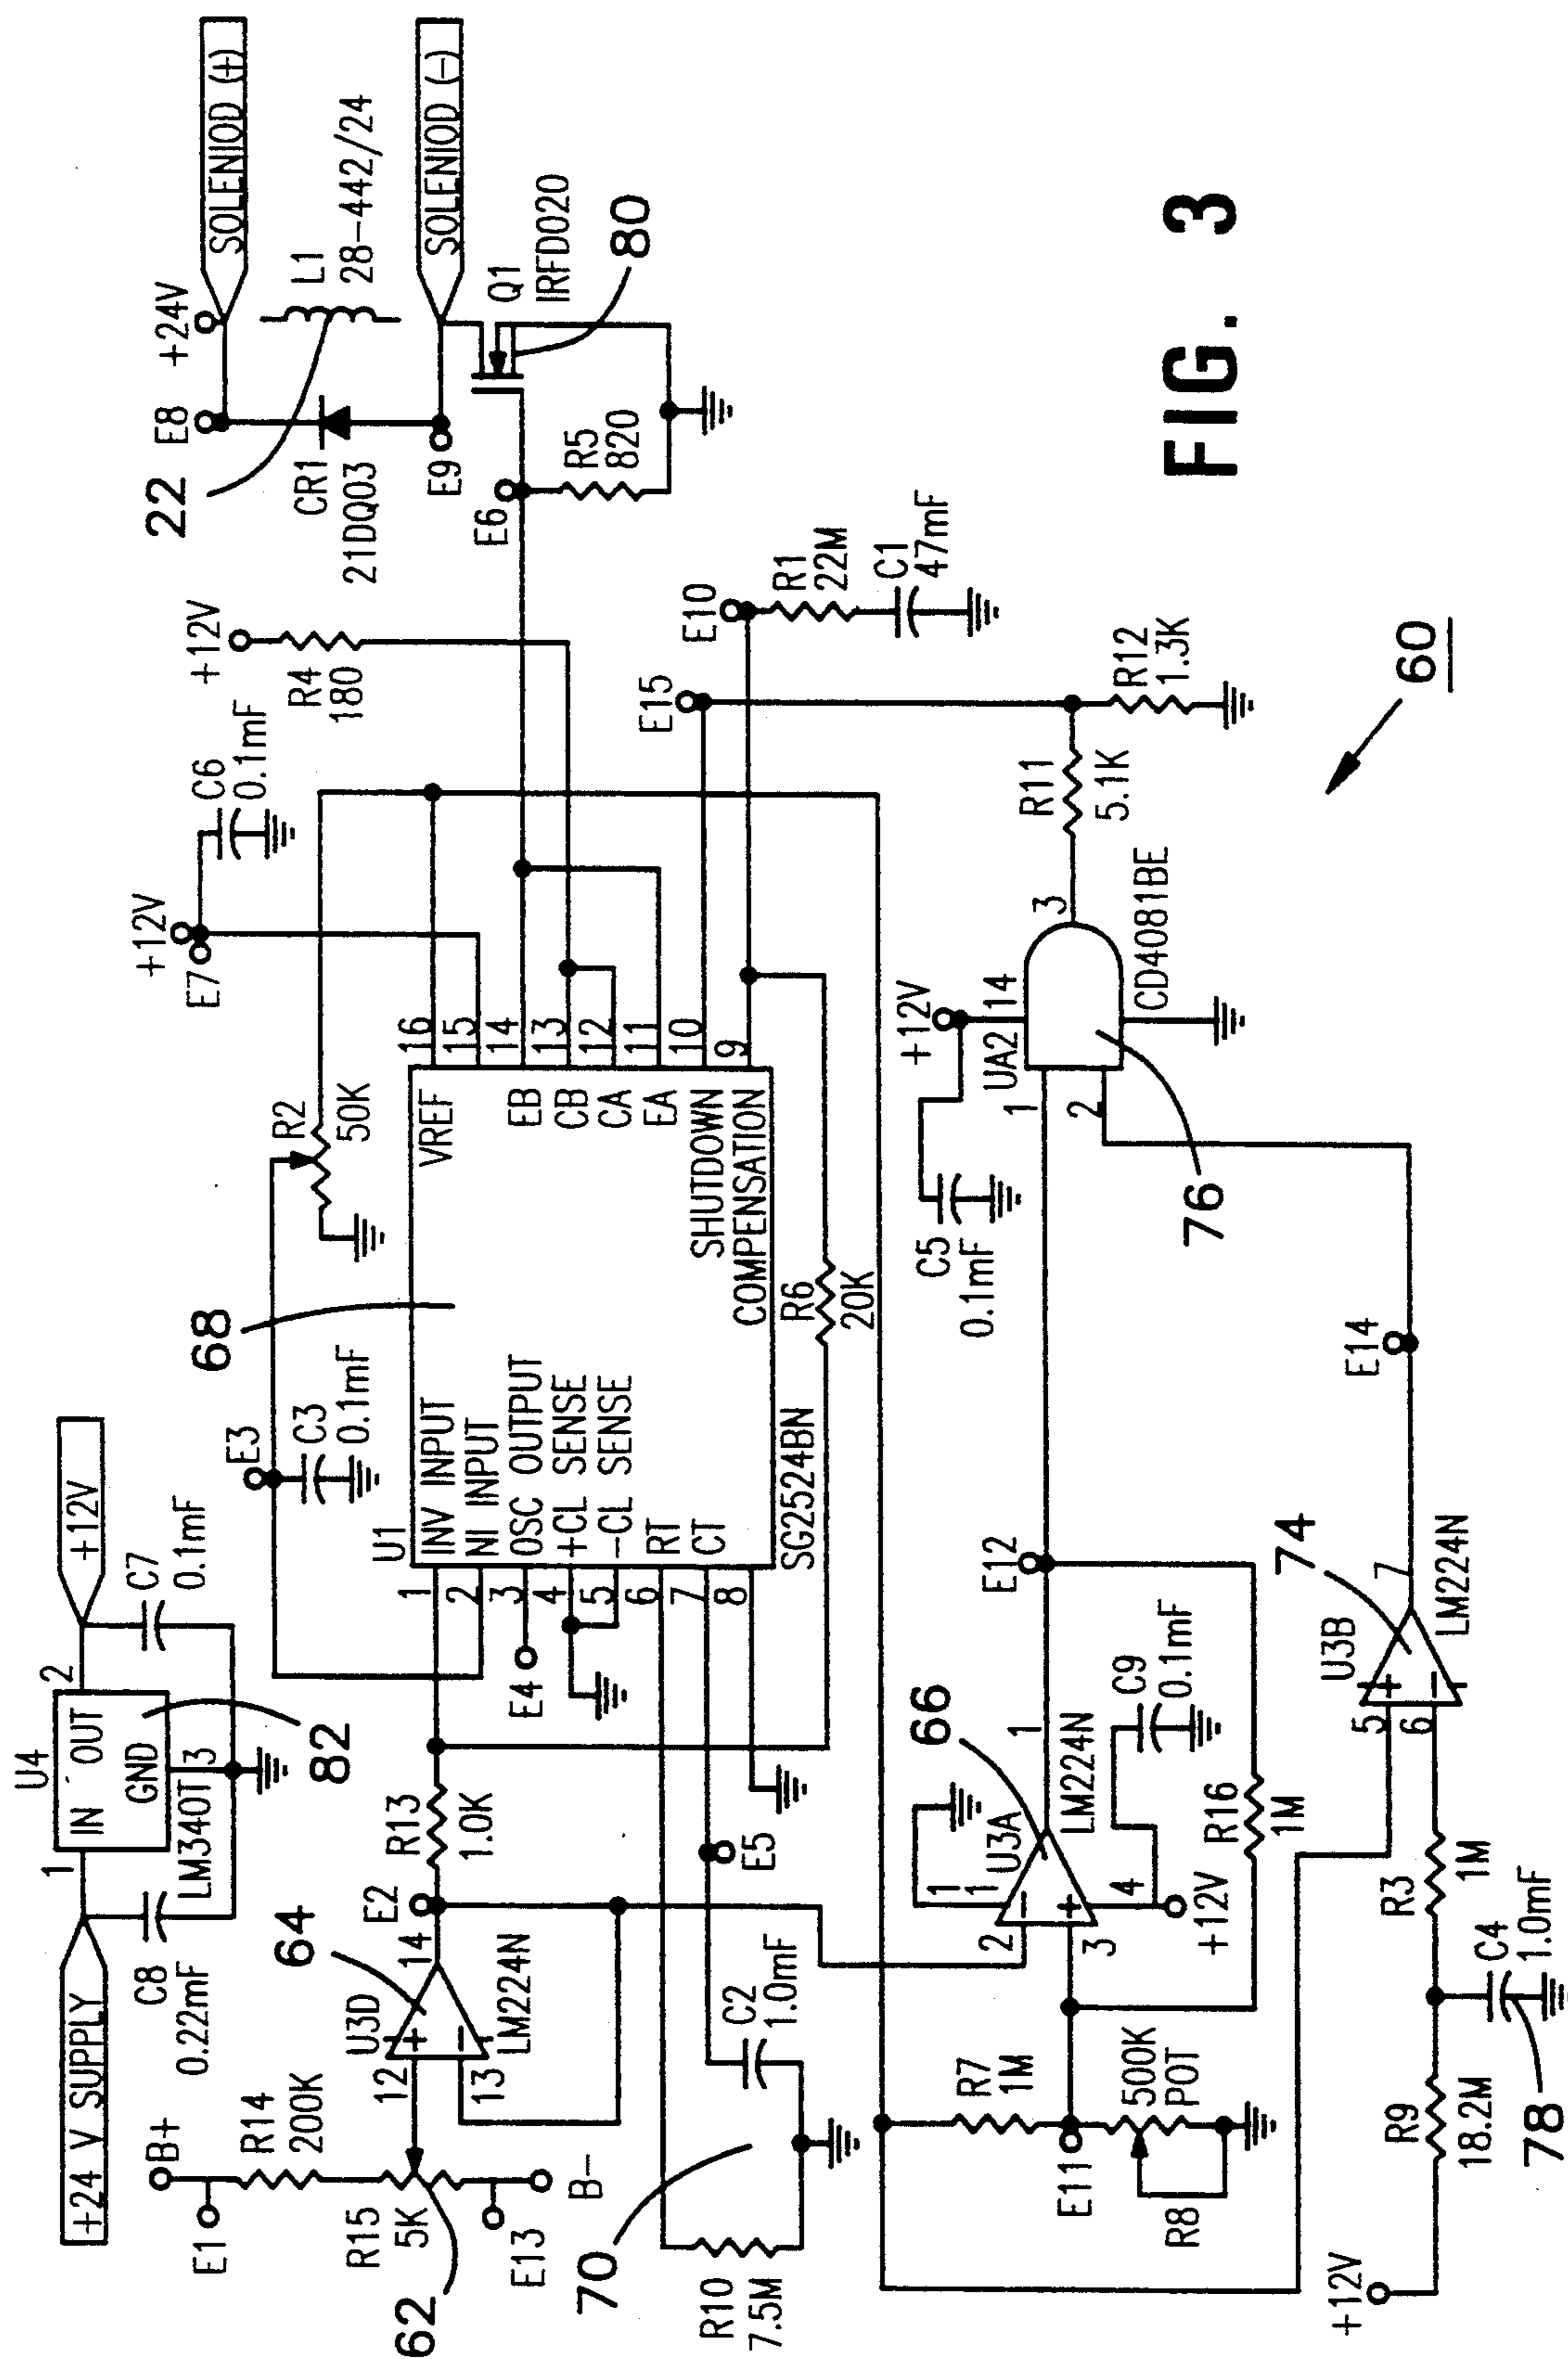 +24 V SUPPLY
1
IN
OUT
U4
2
GND
3
LM340T
82
+12V
C8
0.22mF
C7
0.1mF
E1
B+
R14
200K
R15
5K
62
E13
B-
12
13
U3D
64
14
LM224N
E2
R13
1.0K
70
R10
7.5M
C2
1.0mF
E5
E4
E3
C3
0.1mF
68
R2
50K
U1
1
2
3
4
5
6
7
8
INV INPUT
NI INPUT
OSC OUTPUT
+CL SENSE
-CL SENSE
RT
CT
SG2524BN
VREF
EB
CB
CA
EA
SHUTDOWN
COMPENSATION
16
15
14
13
12
11
10
9
R6
20K
+12V
E7
C6
0.1mF
+12V
R4
180
E6
R5
820
E8
+24V
22
CR1
21DQ03
E9
L1
28-442/24
SOLENIOD (+)
SOLENIOD (-)
Q1
IRFD020
80
E15
E10
R1
22M
C1
47mF
R7
1M
E11
R8
500K
POT
2
3
1
1
U3A
66
1
LM224N
4
+12V
C9
0.1mF
R16
1M
E12
+12V
R9
18.2M
78
C4
1.0mF
R3
1M
5
6
U3B
74
7
LM224N
E14
C5
0.1mF
+12V
UA2
14
1
2
76
3
CD4081BE
R11
5.1K
R12
1.3K
60
FIG. 3